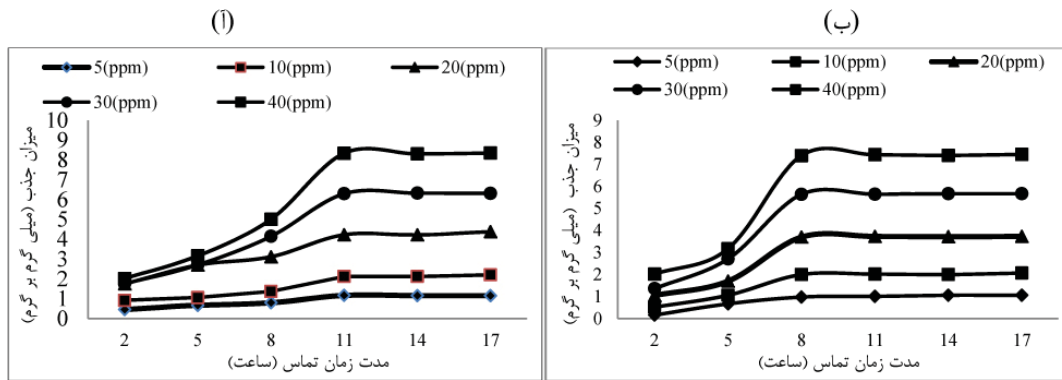 (آ)
5(ppm) 10(ppm) 20(ppm)
30(ppm) 40(ppm)
میزان جذب (میلی گرم بر گرم)
10
9
8
7
6
5
4
3
2
1
0
2 5 8 11 14 17
مدت زمان تماس (ساعت)
(ب)
5(ppm) 10(ppm) 20(ppm)
30(ppm) 40(ppm)
میزان جذب (میلی گرم بر گرم)
9
8
7
6
5
4
3
2
1
0
2 5 8 11 14 17
مدت زمان تماس (ساعت)